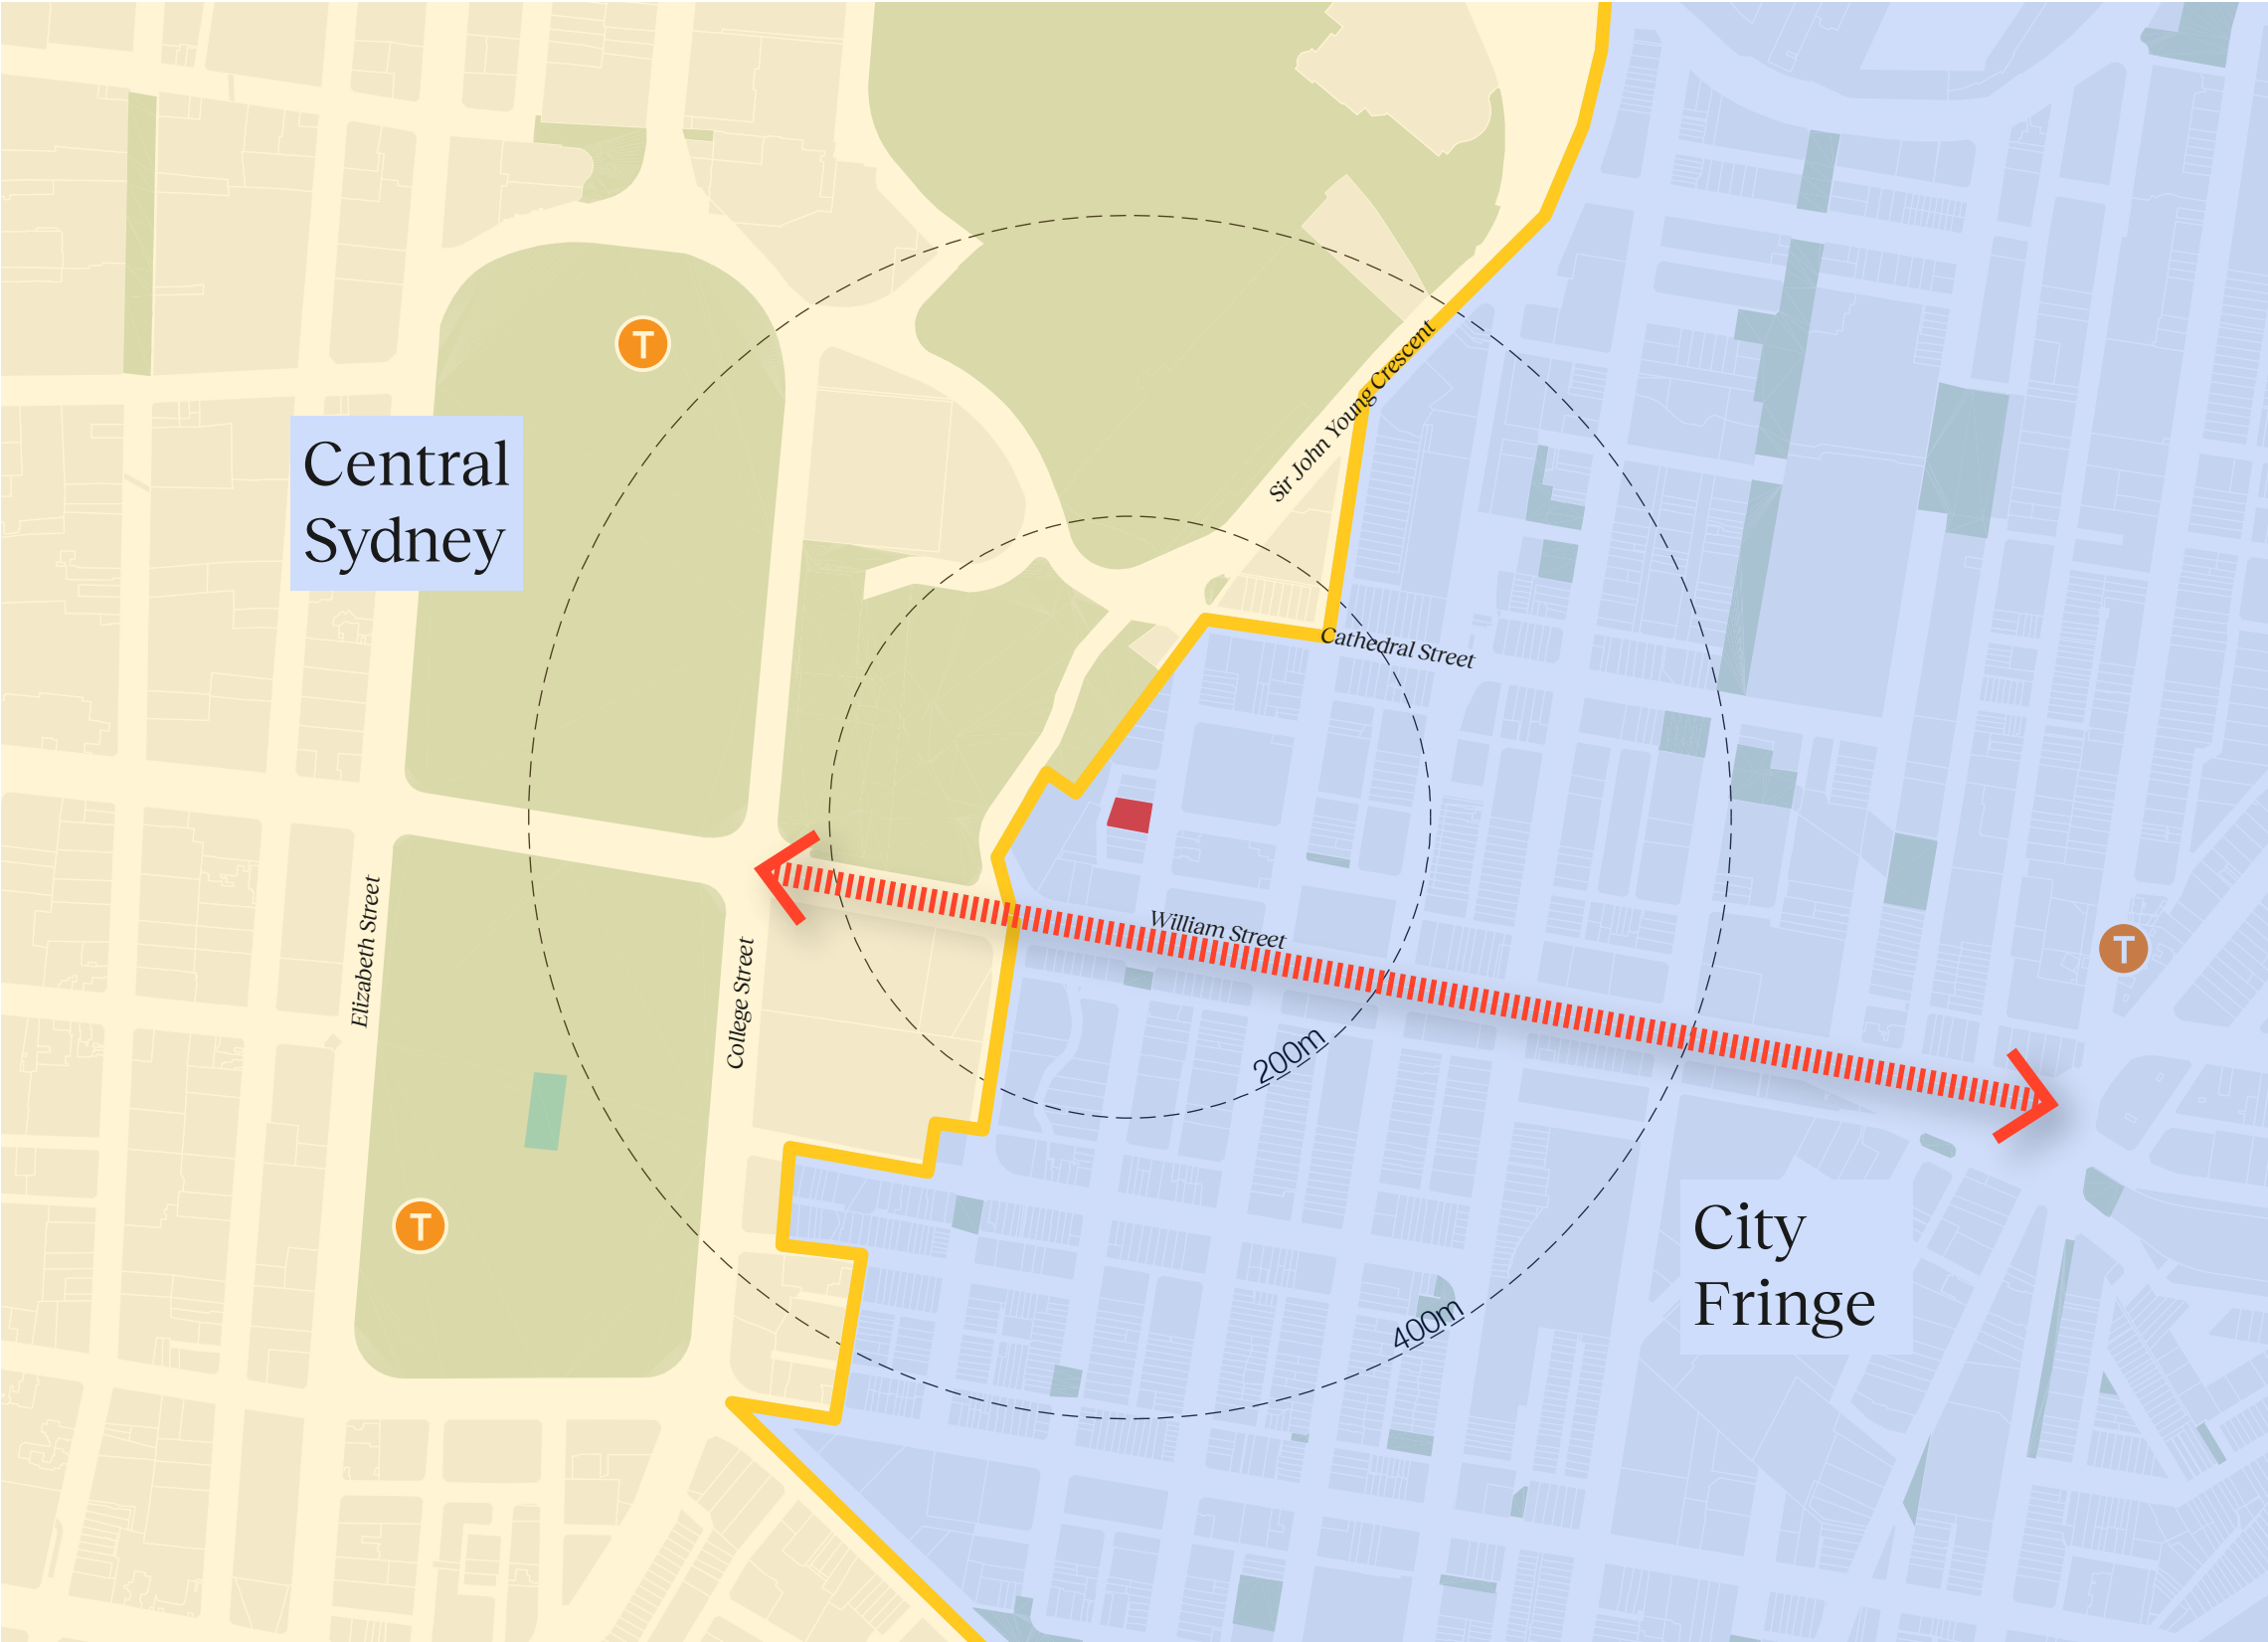 T
Sir John Young Crescent
Central
Sydney
Cathedral Street
William Street
Elizabeth Street
College Street
T
200m
T
City
Fringe
400m